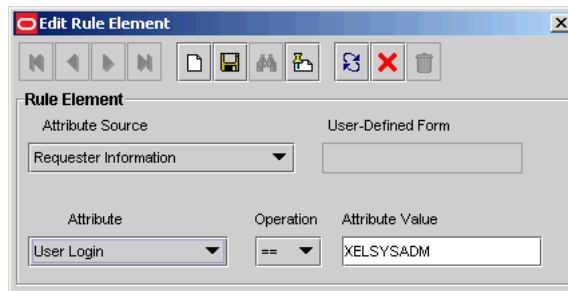 Edit Rule Element
Rule Element
Attribute Source User-Defined Form
Requester Information
Attribute Operation Attribute Value
User Login == XELSYSADM